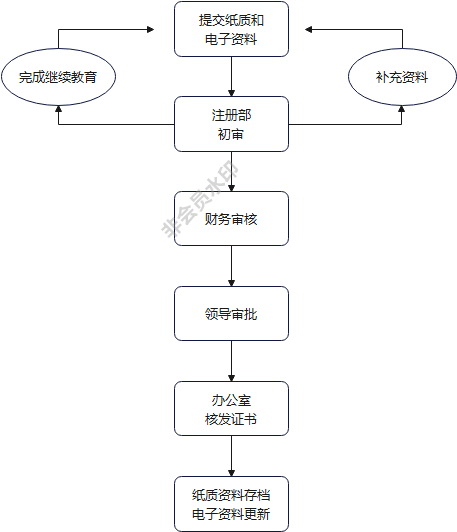 提交纸质和
电子资料
完成继续教育
补充资料
注册部
初审
非会员水印
财务审核
领导审批
办公室
核发证书
纸质资料存档
电子资料更新